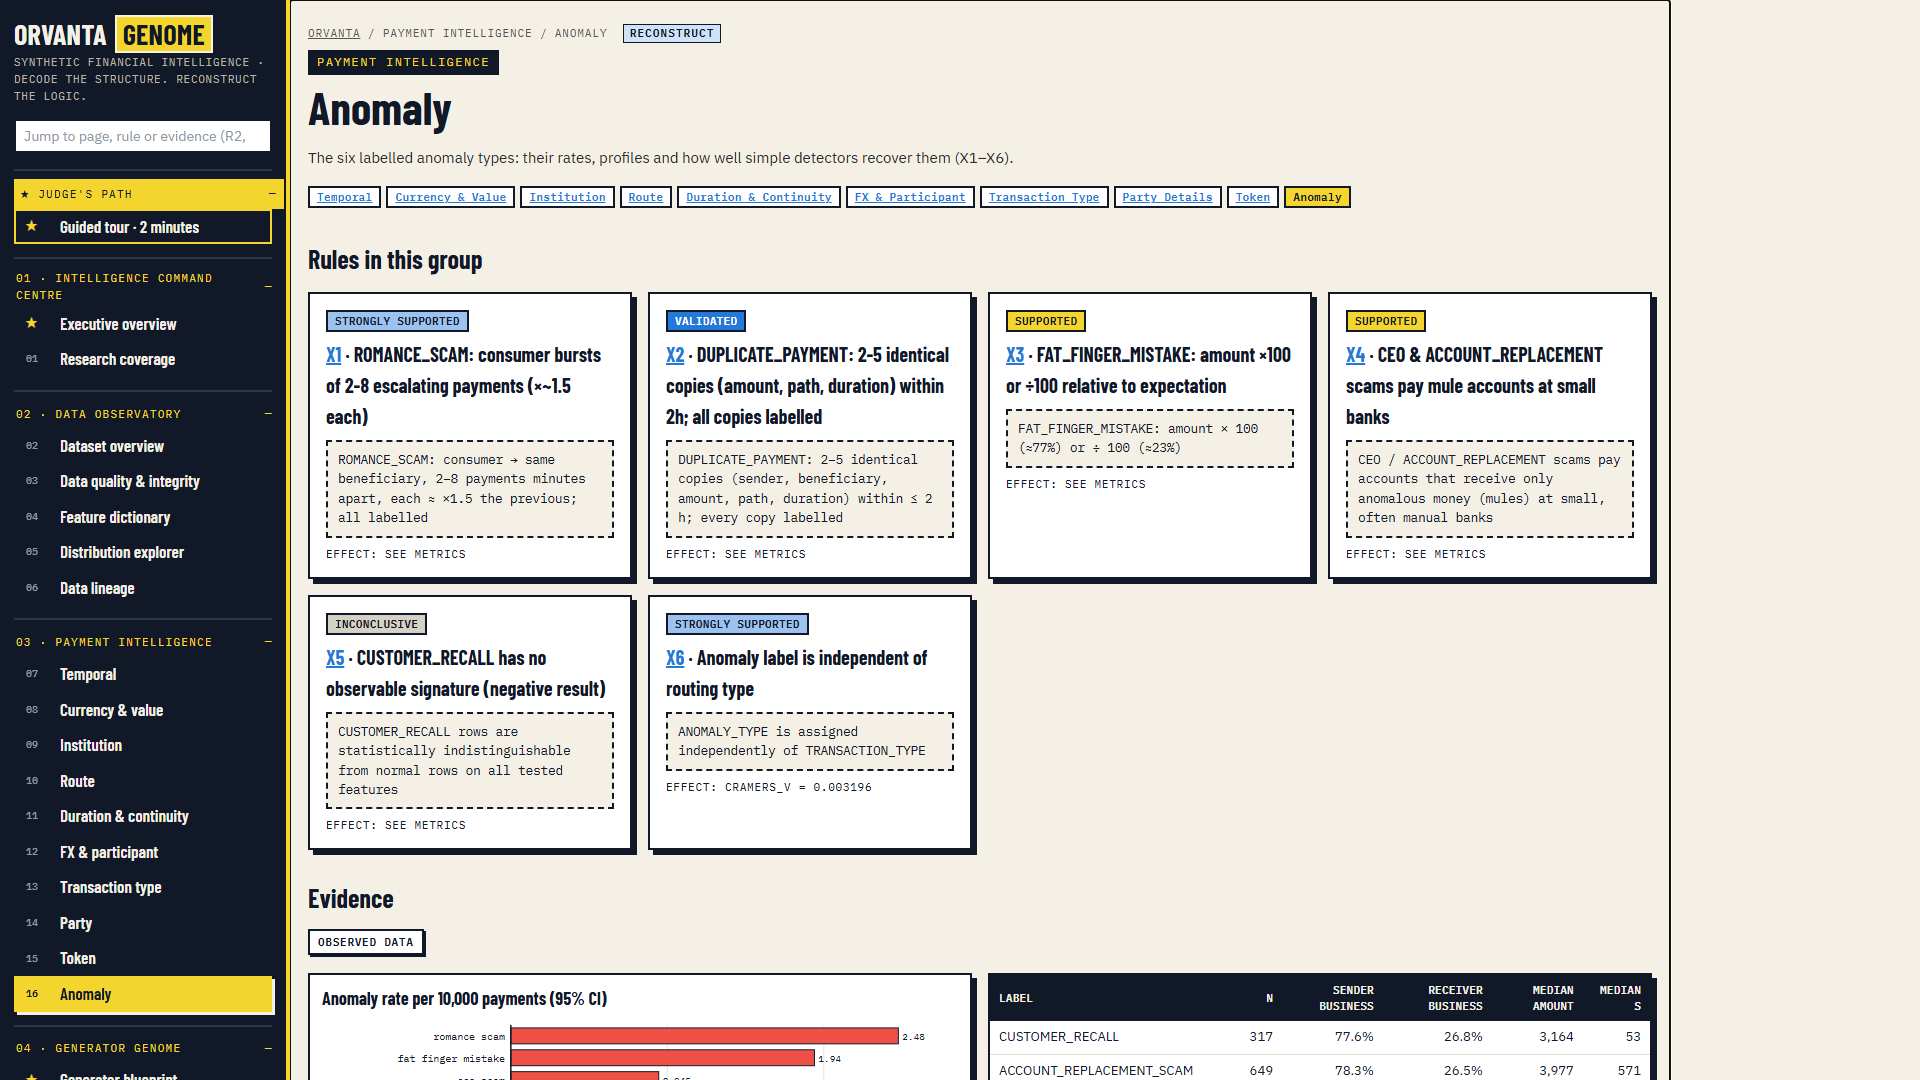 ORVANTA GENOME
SYNTHETIC FINANCIAL INTELLIGENCE ·
DECODE THE STRUCTURE. RECONSTRUCT
THE LOGIC.
Jump to page, rule or evidence (R2,
★ JUDGE'S PATH –
★ Guided tour · 2 minutes
01 · INTELLIGENCE COMMAND
CENTRE –
★ Executive overview
01 Research coverage
02 · DATA OBSERVATORY –
02 Dataset overview
03 Data quality & integrity
04 Feature dictionary
05 Distribution explorer
06 Data lineage
03 · PAYMENT INTELLIGENCE –
07 Temporal
08 Currency & value
09 Institution
10 Route
11 Duration & continuity
12 FX & participant
13 Transaction type
14 Party
15 Token
16 Anomaly
04 · GENERATOR GENOME –
★ Generator blueprint
ORVANTA / PAYMENT INTELLIGENCE / ANOMALY RECONSTRUCT
PAYMENT INTELLIGENCE
Anomaly
The six labelled anomaly types: their rates, profiles and how well simple detectors recover them (X1–X6).
Temporal Currency & Value Institution Route Duration & Continuity FX & Participant Transaction Type Party Details Token Anomaly
Rules in this group
STRONGLY SUPPORTED
X1 · ROMANCE_SCAM: consumer bursts
of 2-8 escalating payments (×~1.5
each)
ROMANCE_SCAM: consumer → same
beneficiary, 2–8 payments minutes
apart, each ≈ ×1.5 the previous;
all labelled
EFFECT: SEE METRICS
VALIDATED
X2 · DUPLICATE_PAYMENT: 2-5 identical
copies (amount, path, duration) within
2h; all copies labelled
DUPLICATE_PAYMENT: 2–5 identical
copies (sender, beneficiary,
amount, path, duration) within ≤ 2
h; every copy labelled
EFFECT: SEE METRICS
SUPPORTED
X3 · FAT_FINGER_MISTAKE: amount ×100
or ÷100 relative to expectation
FAT_FINGER_MISTAKE: amount × 100
(≈77%) or ÷ 100 (≈23%)
EFFECT: SEE METRICS
SUPPORTED
X4 · CEO & ACCOUNT_REPLACEMENT
scams pay mule accounts at small
banks
CEO / ACCOUNT_REPLACEMENT scams pay
accounts that receive only
anomalous money (mules) at small,
often manual banks
EFFECT: SEE METRICS
INCONCLUSIVE
X5 · CUSTOMER_RECALL has no
observable signature (negative result)
CUSTOMER_RECALL rows are
statistically indistinguishable
from normal rows on all tested
features
EFFECT: SEE METRICS
STRONGLY SUPPORTED
X6 · Anomaly label is independent of
routing type
ANOMALY_TYPE is assigned
independently of TRANSACTION_TYPE
EFFECT: CRAMERS_V = 0.003196
Evidence
OBSERVED DATA
Anomaly rate per 10,000 payments (95% CI)
romance scam 2.48
fat finger mistake 1.94
LABEL N SENDER BUSINESS RECEIVER BUSINESS MEDIAN AMOUNT MEDIAN S
CUSTOMER_RECALL 317 77.6% 26.8% 3,164 53
ACCOUNT_REPLACEMENT_SCAM 649 78.3% 26.5% 3,977 571